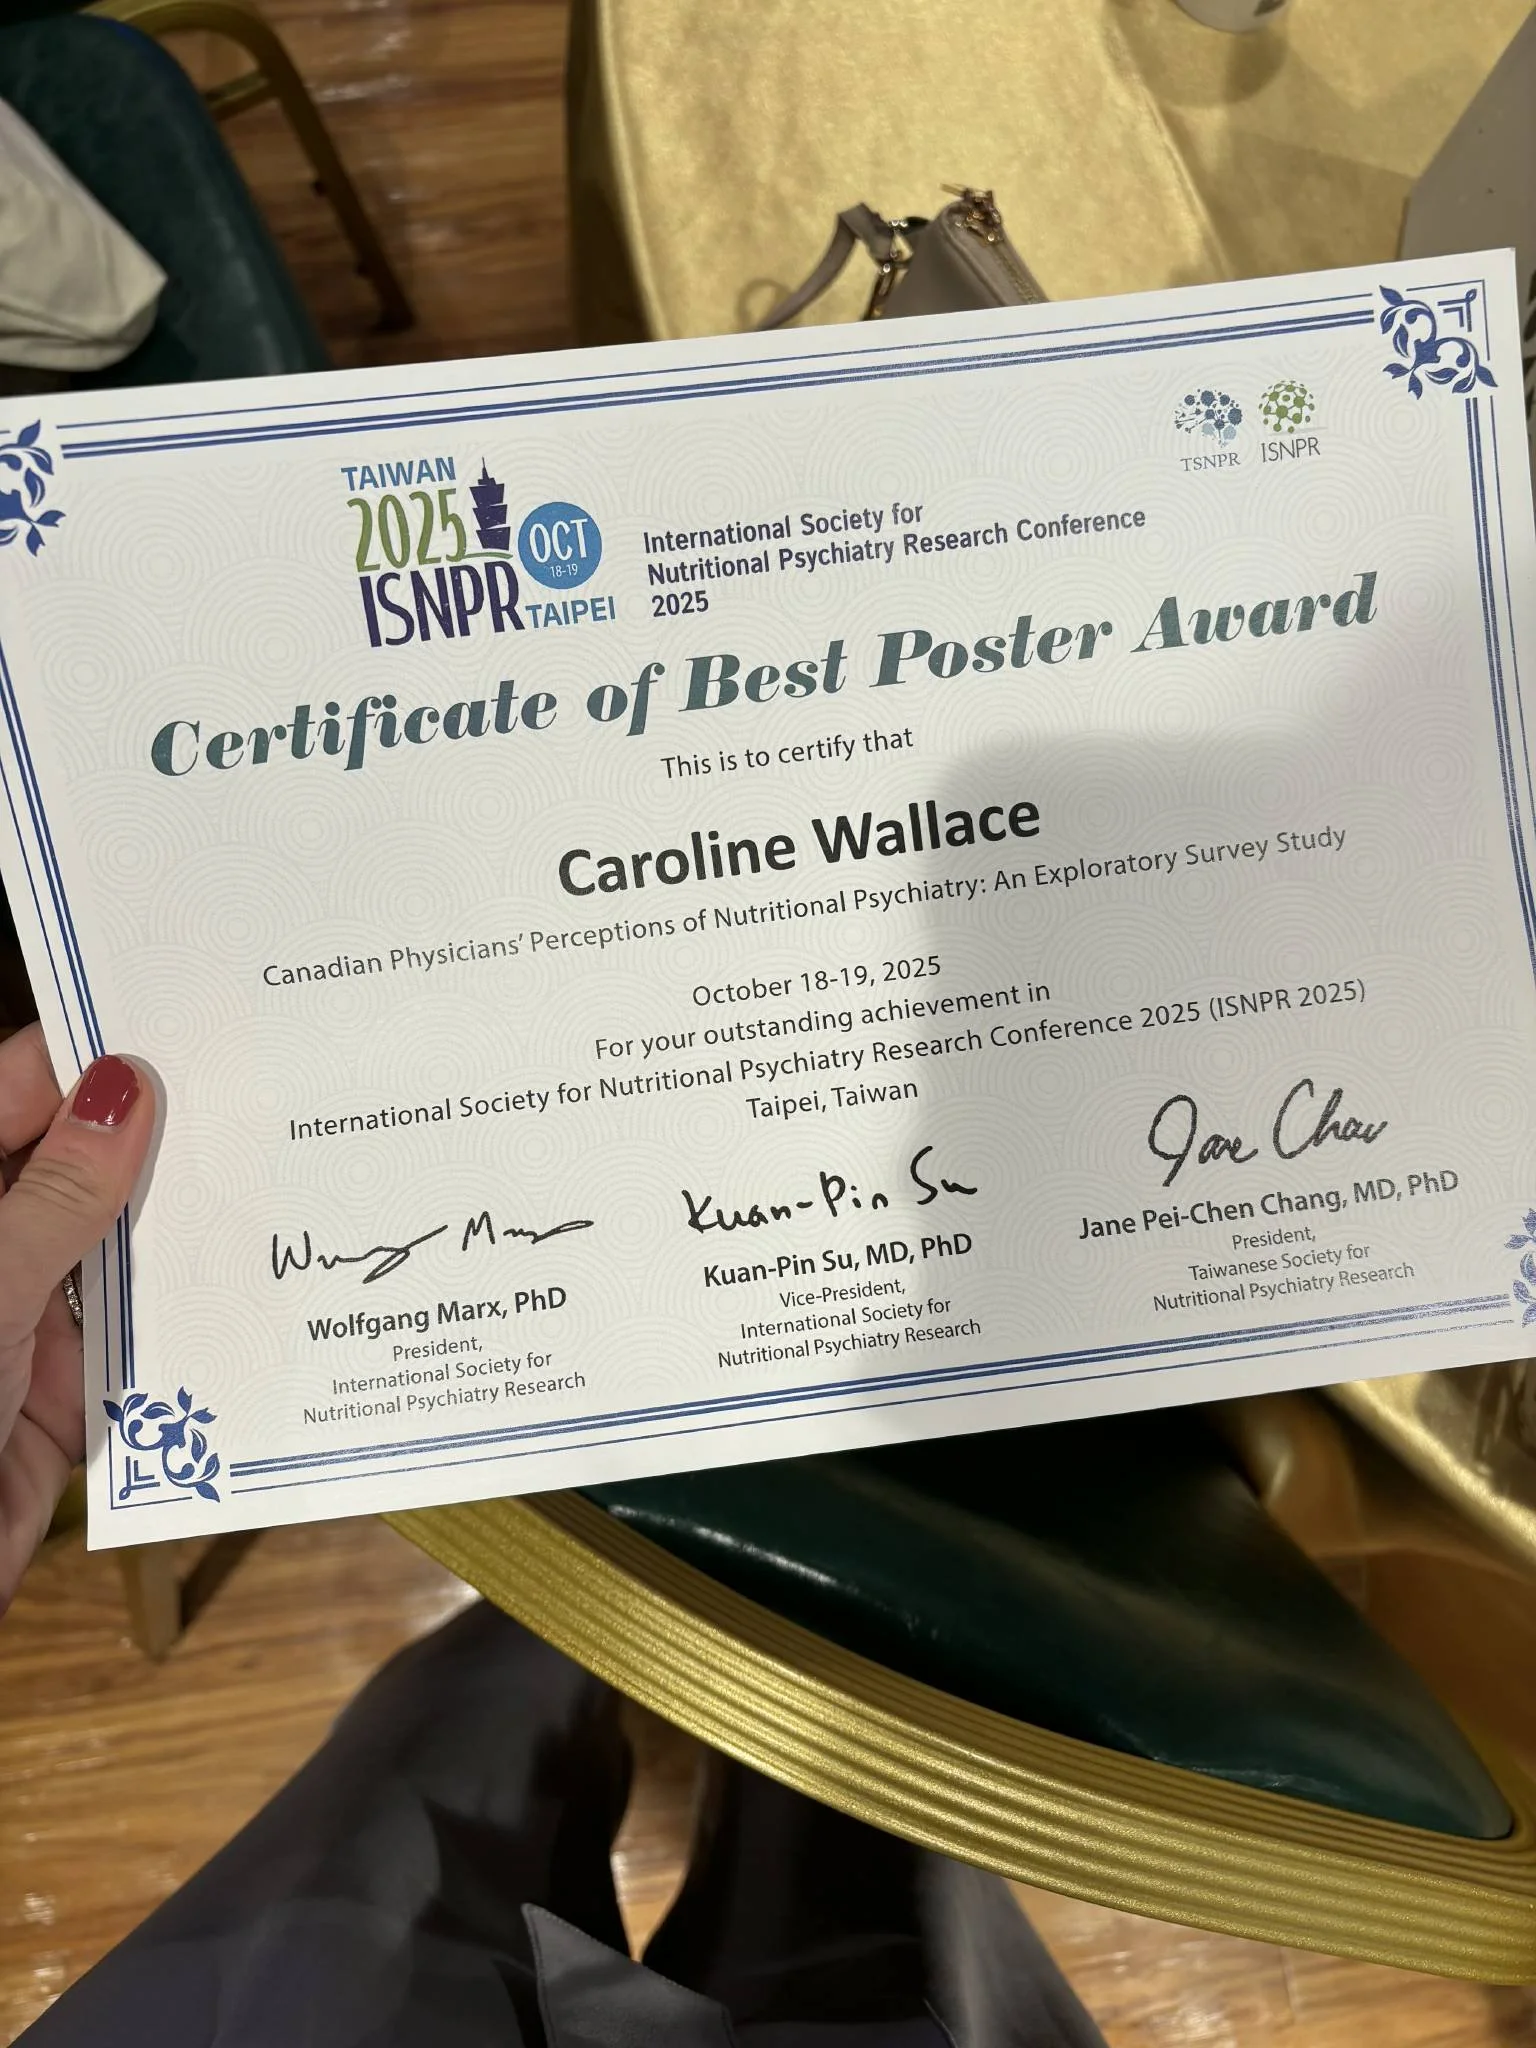 TAIWAN
2025
ISNPR
OCT
18-19
TAIPEI
International Society for
Nutritional Psychiatry Research Conference
2025
TSNPR
ISNPR
Certificate of Best Poster Award
This is to certify that
Caroline Wallace
Canadian Physicians' Perceptions of Nutritional Psychiatry: An Exploratory Survey Study
October 18-19, 2025
For your outstanding achievement in
International Society for Nutritional Psychiatry Research Conference 2025 (ISNPR 2025)
Taipei, Taiwan
Wolfgang Marx, PhD
President,
International Society for
Nutritional Psychiatry Research
Kuan-Pin Su
Kuan-Pin Su, MD, PhD
Vice-President,
International Society for
Nutritional Psychiatry Research
Jane Pei-Chen Chang, MD, PhD
President,
Taiwanese Society for
Nutritional Psychiatry Research